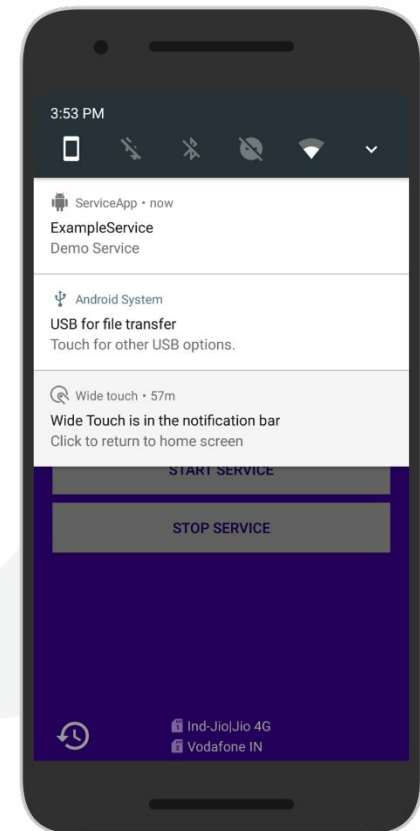 3:53 PM
ServiceApp • now
ExampleService
Demo Service
Android System
USB for file transfer
Touch for other USB options.
Wide touch • 57m
Wide Touch is in the notification bar
Click to return to home screen
START SERVICE
STOP SERVICE
Ind-Jio|Jio 4G
Vodafone IN